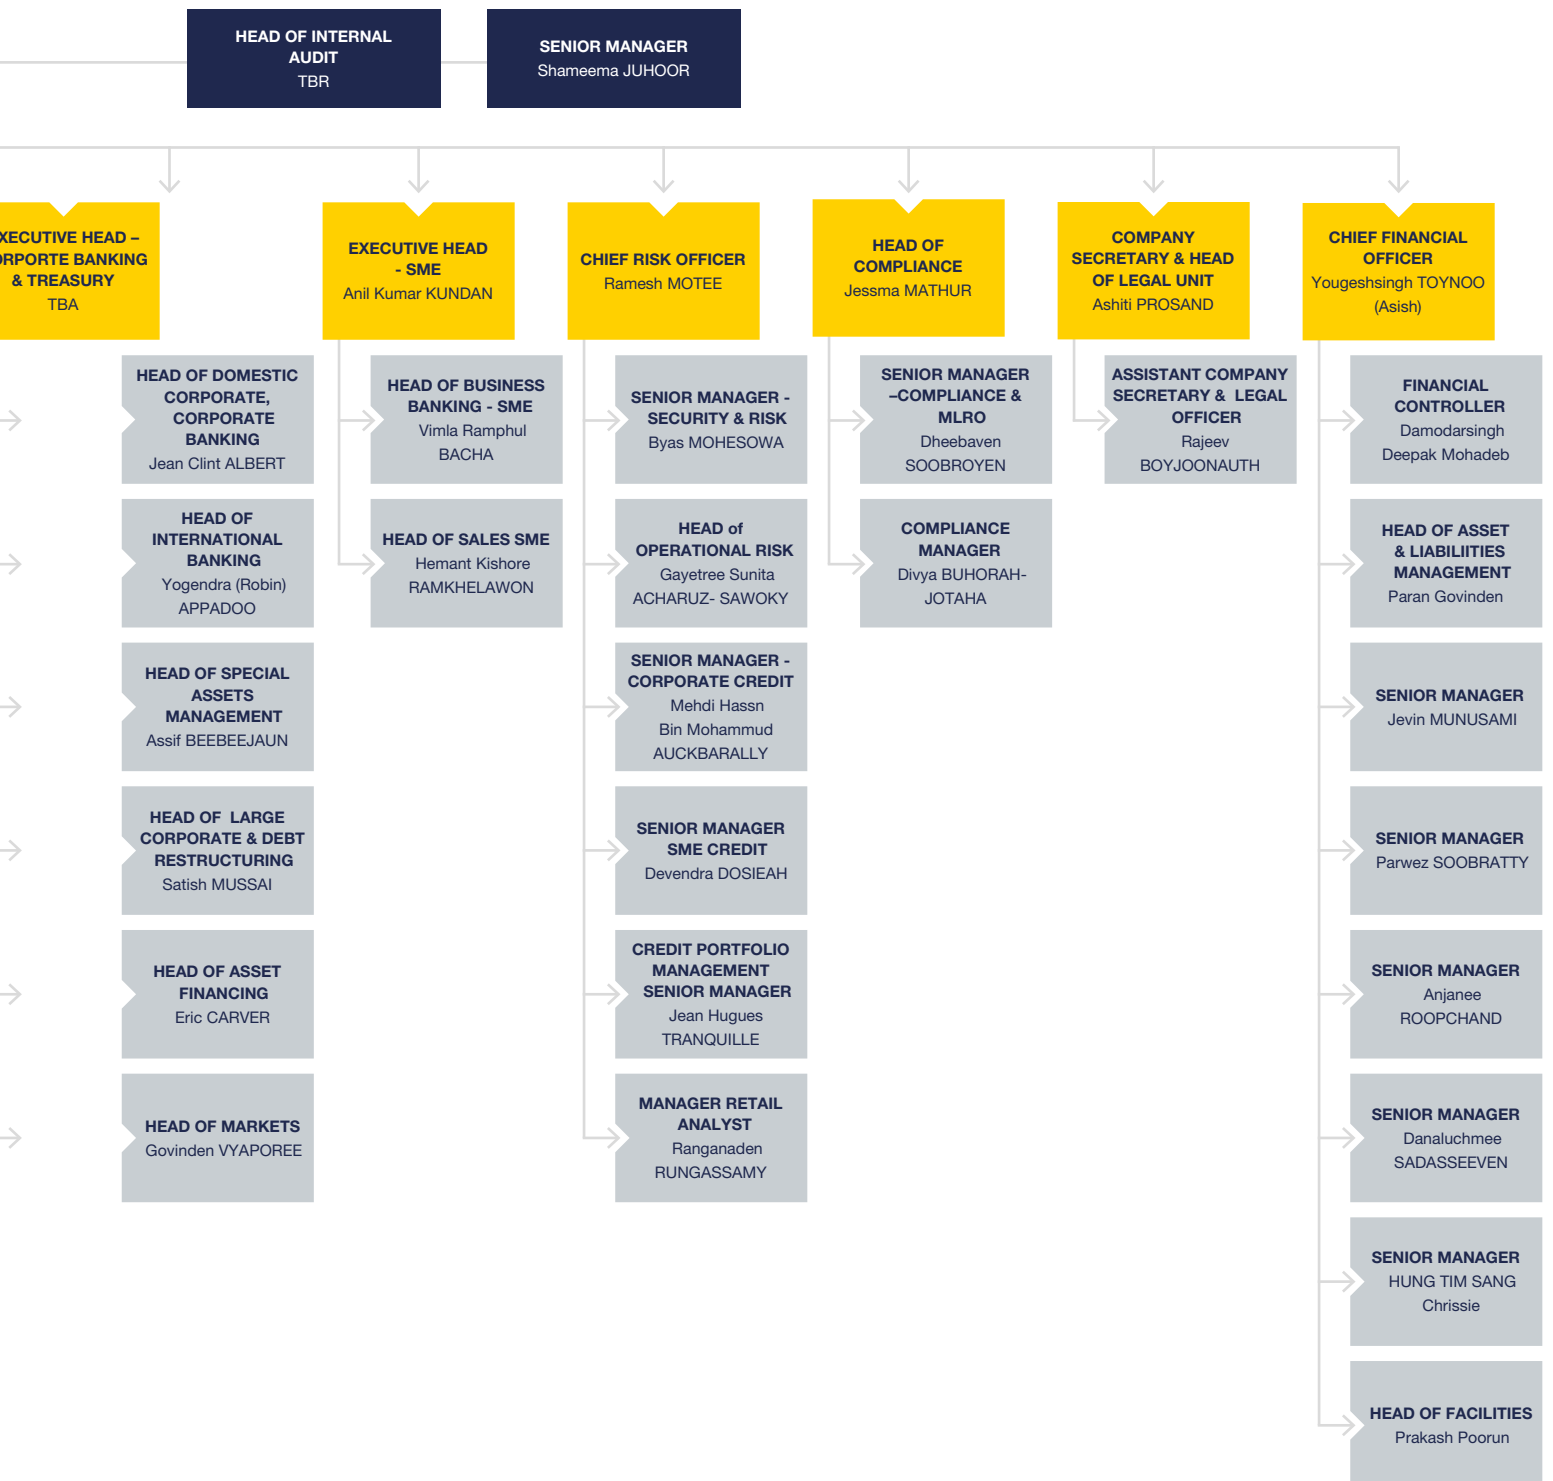 HEAD OF INTERNAL
AUDIT
TBR
SENIOR MANAGER
Shameema JUHOOR
XECUTIVE HEAD –
ORPORTE BANKING
& TREASURY
TBA
EXECUTIVE HEAD
- SME
Anil Kumar KUNDAN
CHIEF RISK OFFICER
Ramesh MOTEE
HEAD OF
COMPLIANCE
Jessma MATHUR
COMPANY
SECRETARY & HEAD
OF LEGAL UNIT
Ashiti PROSAND
CHIEF FINANCIAL
OFFICER
Yougeshsingh TOYNOO
(Asish)
HEAD OF DOMESTIC
CORPORATE,
CORPORATE
BANKING
Jean Clint ALBERT
HEAD OF
INTERNATIONAL
BANKING
Yogendra (Robin)
APPADOO
HEAD OF SPECIAL
ASSETS
MANAGEMENT
Assif BEEBEEJAUN
HEAD OF  LARGE
CORPORATE & DEBT
RESTRUCTURING
Satish MUSSAI
HEAD OF ASSET
FINANCING
Eric CARVER
HEAD OF MARKETS
Govinden VYAPOREE
HEAD OF BUSINESS
BANKING - SME
Vimla Ramphul
BACHA
HEAD OF SALES SME
Hemant Kishore
RAMKHELAWON
SENIOR MANAGER -
SECURITY & RISK
Byas MOHESOWA
HEAD of
OPERATIONAL RISK
Gayetree Sunita
ACHARUZ- SAWOKY
SENIOR MANAGER -
CORPORATE CREDIT
Mehdi Hassn
Bin Mohammud
AUCKBARALLY
SENIOR MANAGER
SME CREDIT
Devendra DOSIEAH
CREDIT PORTFOLIO
MANAGEMENT
SENIOR MANAGER
Jean Hugues
TRANQUILLE
MANAGER RETAIL
ANALYST
Ranganaden
RUNGASSAMY
SENIOR MANAGER
–COMPLIANCE &
MLRO
Dheebaven
SOOBROYEN
COMPLIANCE
MANAGER
Divya BUHORAH-
JOTAHA
ASSISTANT COMPANY
SECRETARY &  LEGAL
OFFICER
Rajeev
BOYJOONAUTH
FINANCIAL
CONTROLLER
Damodarsingh
Deepak Mohadeb
HEAD OF ASSET
& LIABILIITIES
MANAGEMENT
Paran Govinden
SENIOR MANAGER
Jevin MUNUSAMI
SENIOR MANAGER
Parwez SOOBRATTY
SENIOR MANAGER
Anjanee
ROOPCHAND
SENIOR MANAGER
Danaluchmee
SADASSEEVEN
SENIOR MANAGER
HUNG TIM SANG
Chrissie
HEAD OF FACILITIES
Prakash Poorun